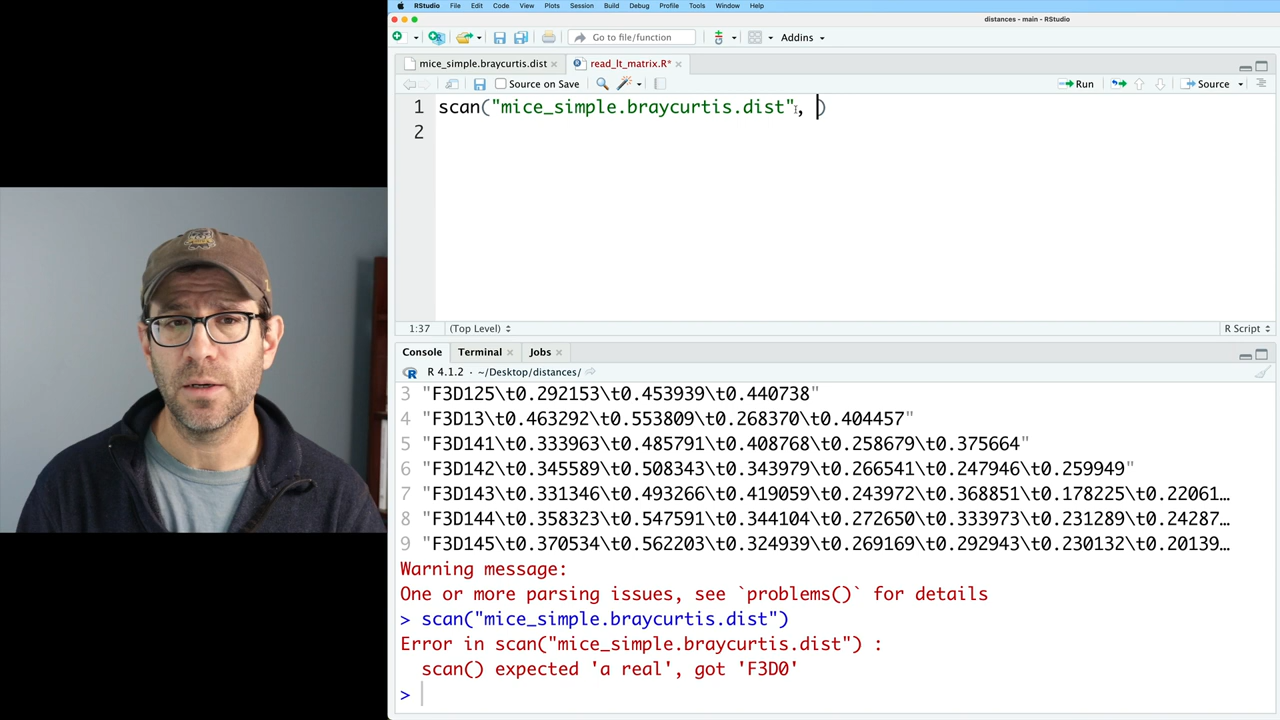 RStudio File Edit Code View Plots Session Build Debug Profile Tools Window Help
distances - main - RStudio
Go to file/function Addins
mice_simple.braycurtis.dist read_lt_matrix.R*
Source on Save Run Source
1 scan("mice_simple.braycurtis.dist", )
2
1:37 (Top Level) R Script
Console Terminal Jobs
R 4.1.2 · ~/Desktop/distances/
3 "F3D125\t0.292153\t0.453939\t0.440738"
4 "F3D13\t0.463292\t0.553809\t0.268370\t0.404457"
5 "F3D141\t0.333963\t0.485791\t0.408768\t0.258679\t0.375664"
6 "F3D142\t0.345589\t0.508343\t0.343979\t0.266541\t0.247946\t0.259949"
7 "F3D143\t0.331346\t0.493266\t0.419059\t0.243972\t0.368851\t0.178225\t0.22061…
8 "F3D144\t0.358323\t0.547591\t0.344104\t0.272650\t0.333973\t0.231289\t0.24287…
9 "F3D145\t0.370534\t0.562203\t0.324939\t0.269169\t0.292943\t0.230132\t0.20139…
Warning message:
One or more parsing issues, see `problems()` for details
> scan("mice_simple.braycurtis.dist")
Error in scan("mice_simple.braycurtis.dist") :
scan() expected 'a real', got 'F3D0'
>